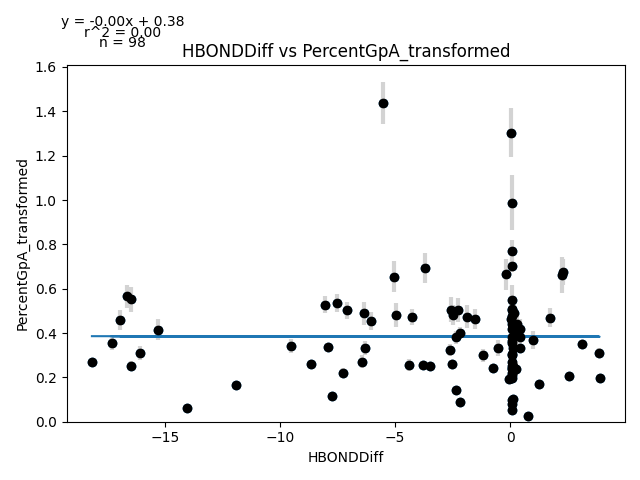 y = -0.00x + 0.38
r^2 = 0.00
n = 98
HBONDDiff vs PercentGpA_transformed
PercentGpA_transformed
1.6
1.4
1.2
1.0
0.8
0.6
0.4
0.2
0.0
−15
−10
−5
0
HBONDDiff